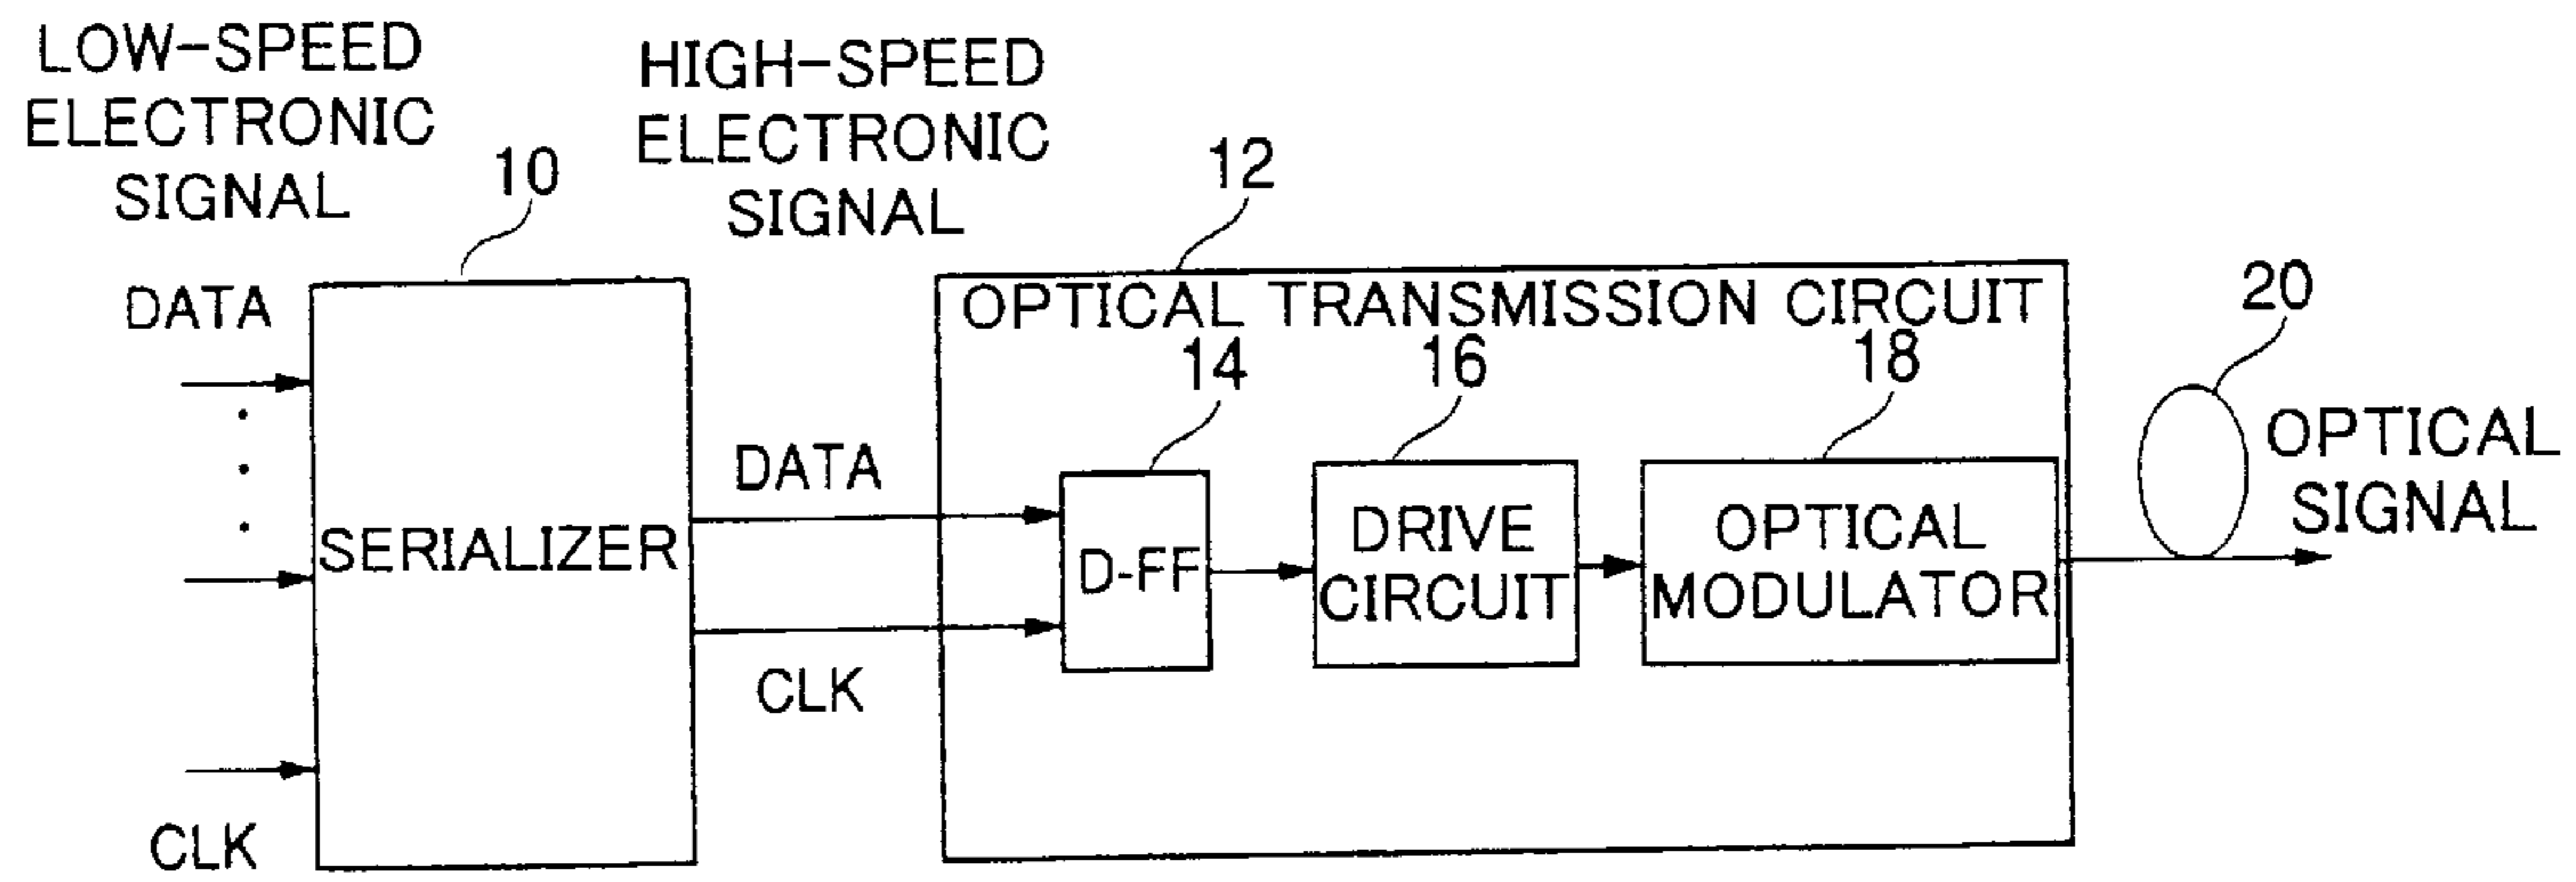 LOW-SPEED
ELECTRONIC
SIGNAL
HIGH-SPEED
ELECTRONIC
SIGNAL
10
12
DATA
OPTICAL TRANSMISSION CIRCUIT
20
14
16
18
OPTICAL
SIGNAL
DATA
SERIALIZER
D-FF
DRIVE
CIRCUIT
OPTICAL
MODULATOR
CLK
CLK